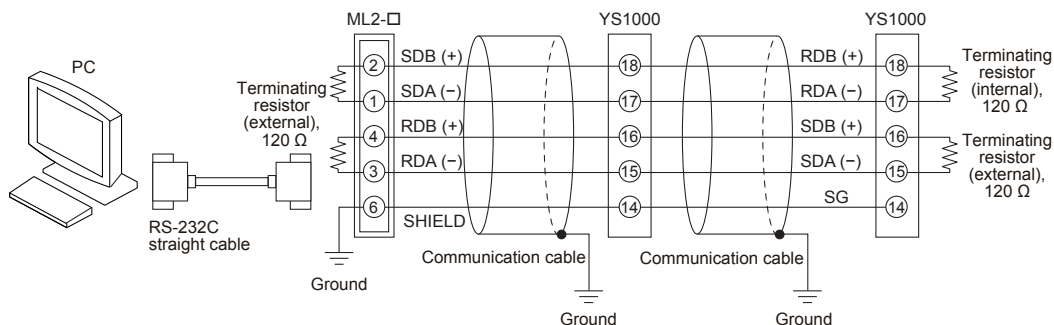 ML2-□
YS1000
YS1000
PC
Terminating
resistor
(external),
120 Ω
2
1
4
3
6
SDB (+)
SDA (−)
RDB (+)
RDA (−)
SHIELD
18
17
16
15
14
RDB (+)
RDA (−)
SDB (+)
SDA (−)
SG
18
17
16
15
14
Terminating
resistor
(internal),
120 Ω
Terminating
resistor
(external),
120 Ω
RS-232C
straight cable
Communication cable
Communication cable
Ground
Ground
Ground